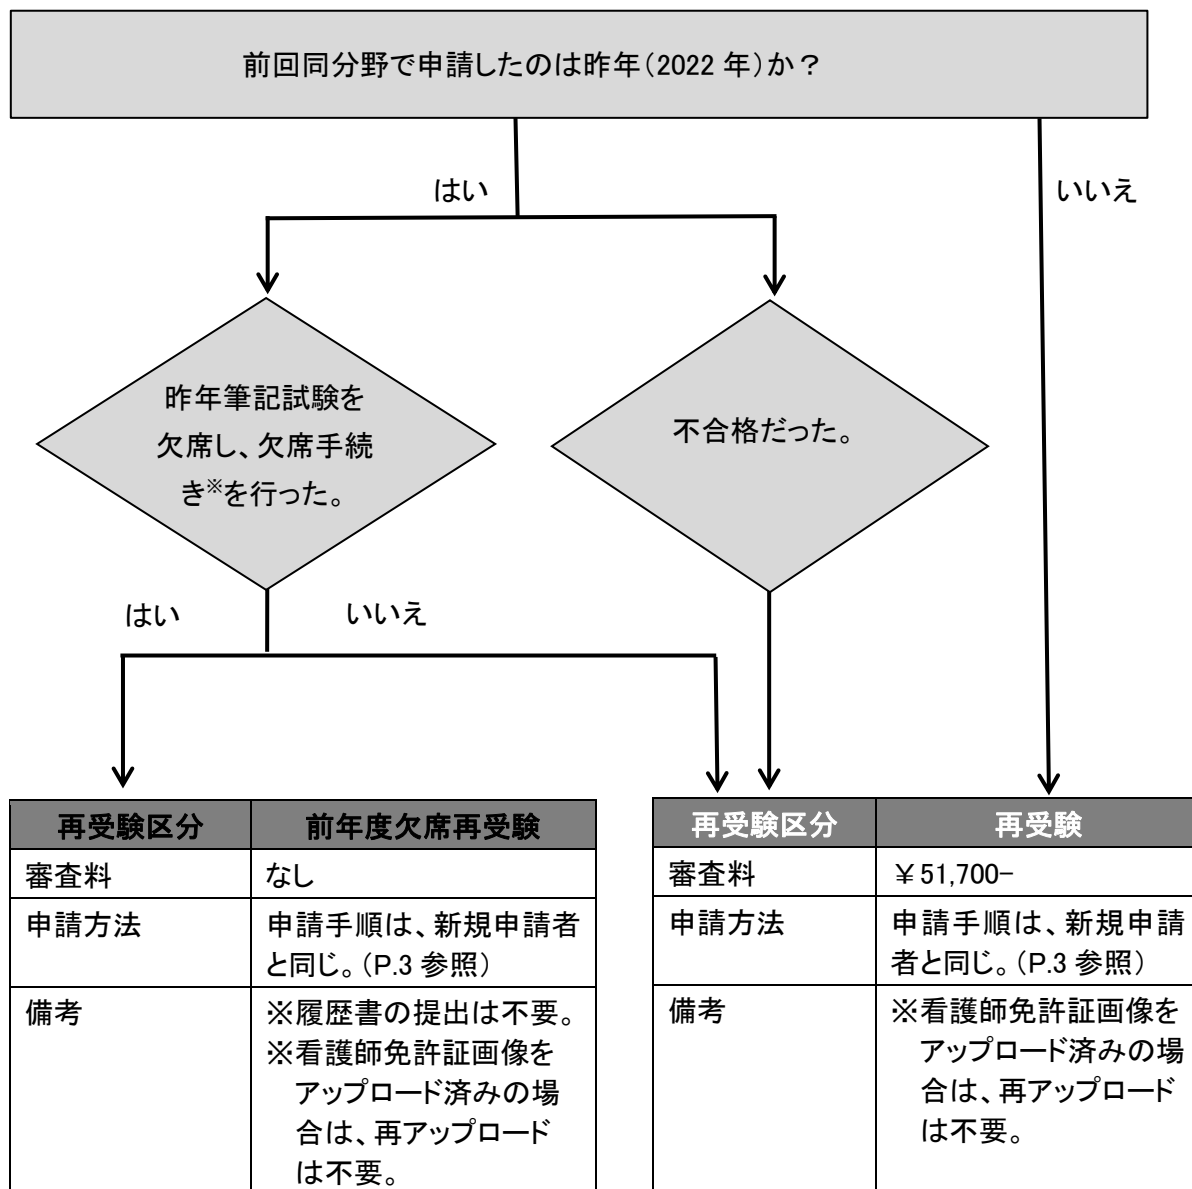 前回同分野で申請したのは昨年（2022 年）か？
はい
いいえ
昨年筆記試験を
欠席し、欠席手続
き※を行った。
不合格だった。
はい
いいえ
再受験区分
前年度欠席再受験
審査料
なし
申請方法
申請手順は、新規申請者
と同じ。（P.3 参照）
備考
※履歴書の提出は不要。
※看護師免許証画像を
アップロード済みの場
合は、再アップロード
は不要。
再受験区分
再受験
審査料
￥51,700−
申請方法
申請手順は、新規申請
者と同じ。（P.3 参照）
備考
※看護師免許証画像を
アップロード済みの場
合は、再アップロード
は不要。